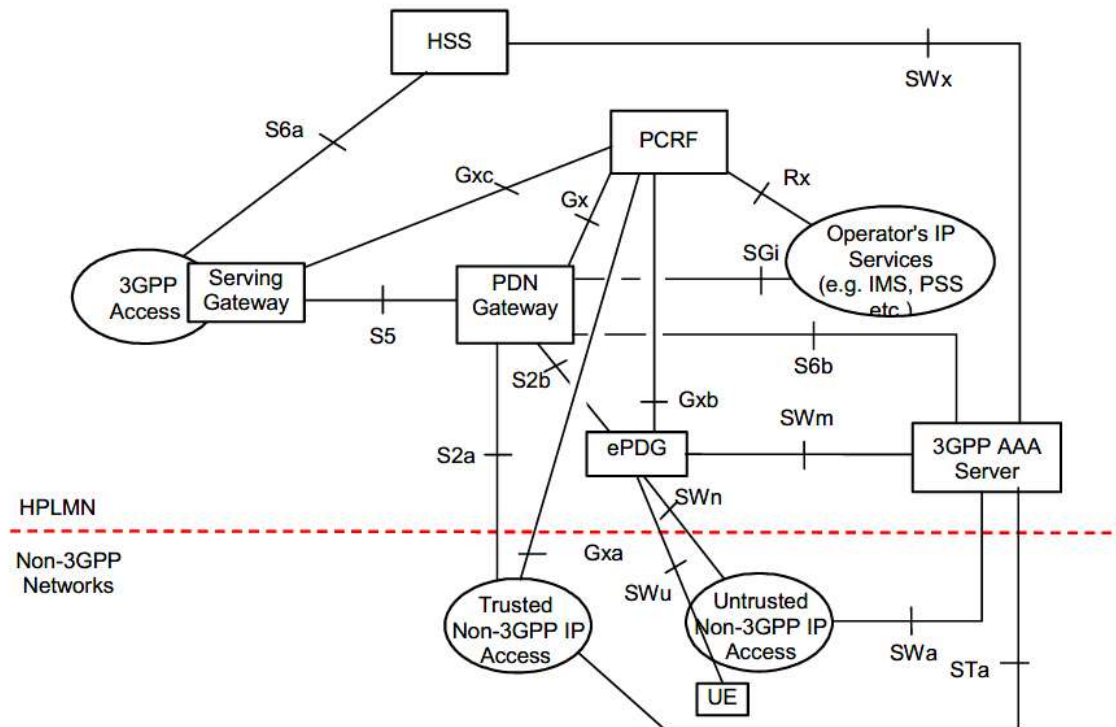 HSS
SWx
S6a
PCRF
Gxc
Gx
Rx
Operator's IP
Services
(e.g. IMS, PSS
etc.)
SGi
3GPP
Access
Serving
Gateway
PDN
Gateway
S5
S6b
S2b
Gxb
SWm
S2a
ePDG
3GPP AAA
Server
SWn
HPLMN
Non-3GPP
Networks
Gxa
SWu
Trusted
Non-3GPP IP
Access
Untrusted
Non-3GPP IP
Access
SWa
STa
UE